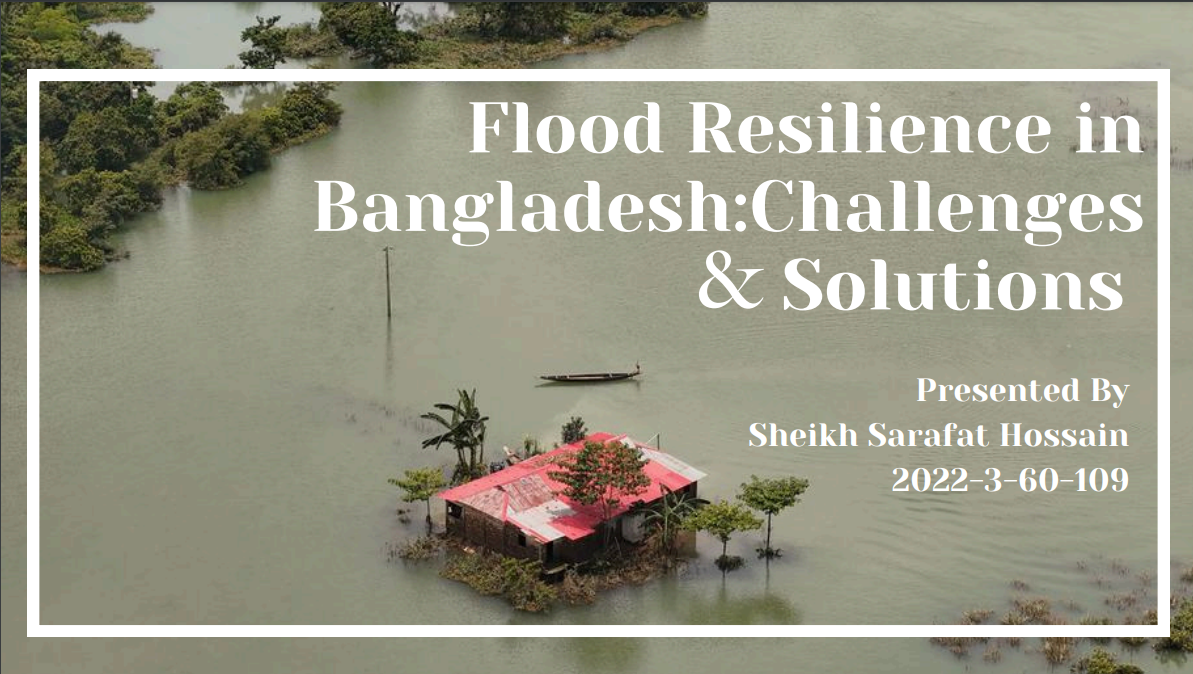 Flood Resilience in
Bangladesh:Challenges
& Solutions
Presented By
Sheikh Sarafat Hossain
2022-3-60-109